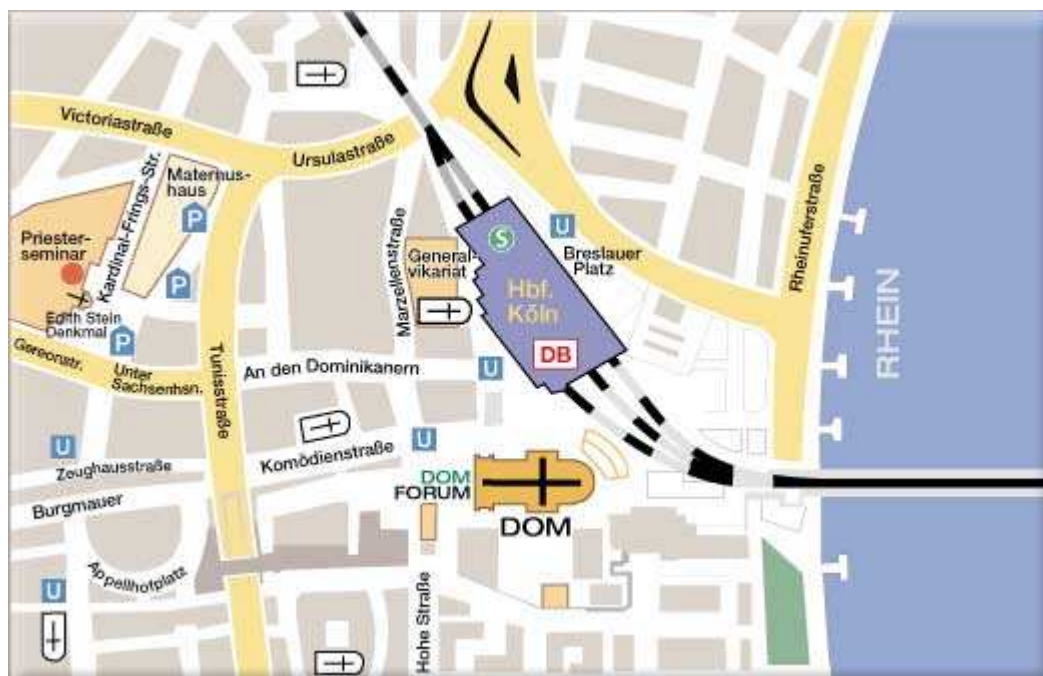 Victoriastraße
Ursulastraße
Kardinal-Frings-Str.
Maternus-
haus
P
Priester-
seminar
P
Edith Stein
Denkmal
P
Gereonstr.
Unter
Sachsenhsn.
Tunisstraße
Marzellenstraße
General-
vikariat
S
U
Breslauer
Platz
Hbf.
Köln
DB
Rheinuferstraße
RHEIN
An den Dominikanern
U
U
Zeughausstraße
Komödienstraße
U
Burgmauer
DOM
FORUM
DOM
Appellhofplatz
U
Hohe Straße